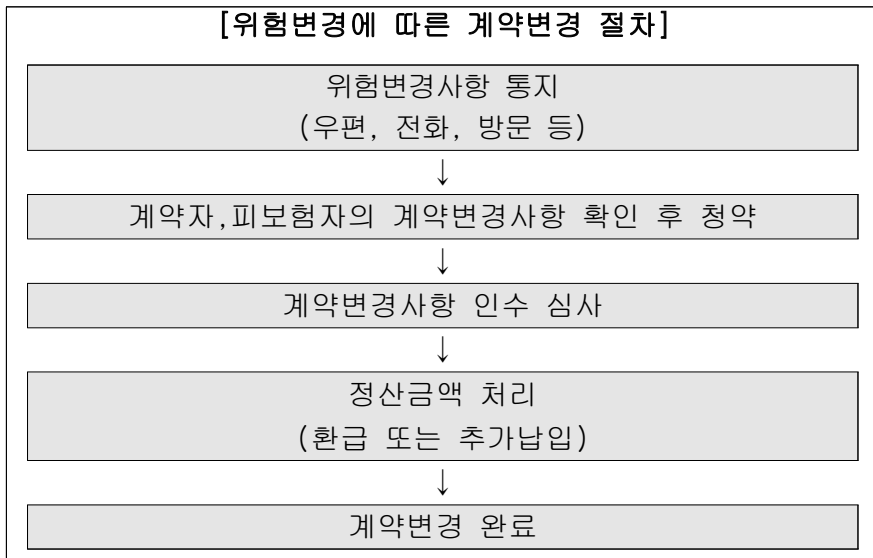 [위험변경에 따른 계약변경 절차]
위험변경사항 통지
(우편, 전화, 방문 등)
↓
계약자,피보험자의 계약변경사항 확인 후 청약
↓
계약변경사항 인수 심사
↓
정산금액 처리
(환급 또는 추가납입)
↓
계약변경 완료